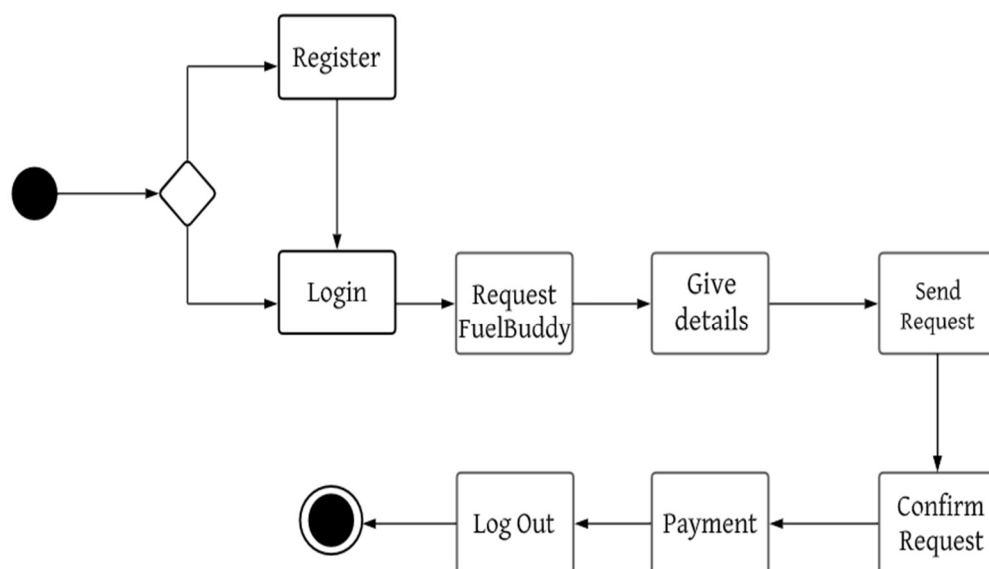 Register
Login
Request
FuelBuddy
Give
details
Send
Request
Confirm
Request
Payment
Log Out